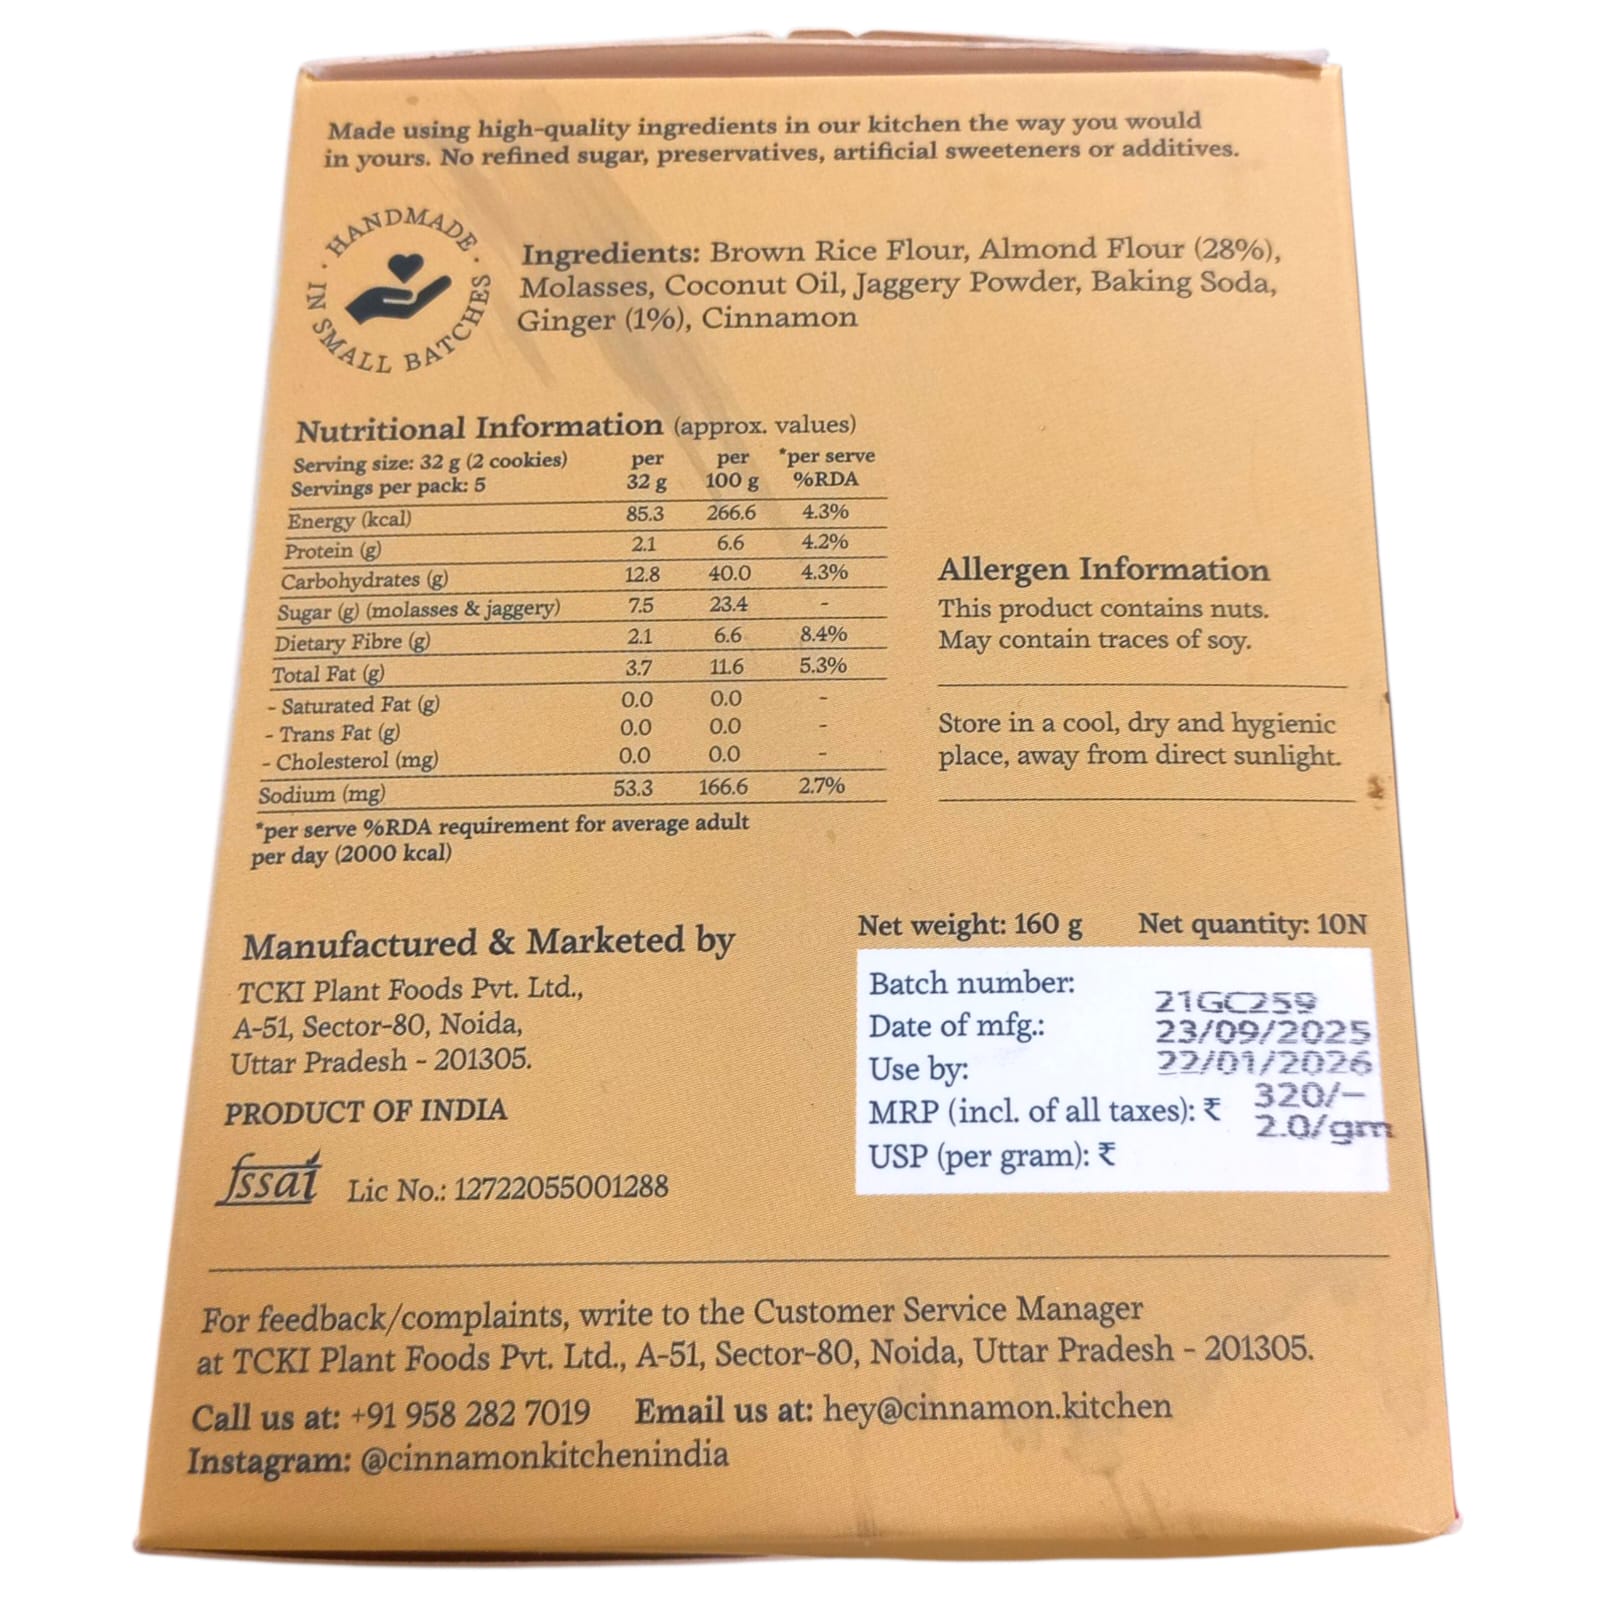 Made using high-quality ingredients in our kitchen the way you would
in yours. No refined sugar, preservatives, artificial sweeteners or additives.
· HANDMADE · IN SMALL BATCHES
Ingredients: Brown Rice Flour, Almond Flour (28%),
Molasses, Coconut Oil, Jaggery Powder, Baking Soda,
Ginger (1%), Cinnamon
Nutritional Information (approx. values)
Serving size: 32 g (2 cookies) per per *per serve
Servings per pack: 5 32 g 100 g %RDA
Energy (kcal) 85.3 266.6 4.3%
Protein (g) 2.1 6.6 4.2%
Carbohydrates (g) 12.8 40.0 4.3%
Sugar (g) (molasses & jaggery) 7.5 23.4 -
Dietary Fibre (g) 2.1 6.6 8.4%
Total Fat (g) 3.7 11.6 5.3%
- Saturated Fat (g) 0.0 0.0 -
- Trans Fat (g) 0.0 0.0 -
- Cholesterol (mg) 0.0 0.0 -
Sodium (mg) 53.3 166.6 2.7%
*per serve %RDA requirement for average adult
per day (2000 kcal)
Allergen Information
This product contains nuts.
May contain traces of soy.
Store in a cool, dry and hygienic
place, away from direct sunlight.
Manufactured & Marketed by
TCKI Plant Foods Pvt. Ltd.,
A-51, Sector-80, Noida,
Uttar Pradesh - 201305.
PRODUCT OF INDIA
fssai Lic No.: 12722055001288
Net weight: 160 g Net quantity: 10N
Batch number: 21GC259
Date of mfg.: 23/09/2025
Use by: 22/01/2026
MRP (incl. of all taxes): ₹ 320/-
USP (per gram): ₹ 2.0/gm
For feedback/complaints, write to the Customer Service Manager
at TCKI Plant Foods Pvt. Ltd., A-51, Sector-80, Noida, Uttar Pradesh - 201305.
Call us at: +91 958 282 7019 Email us at: hey@cinnamon.kitchen
Instagram: @cinnamonkitchenindia